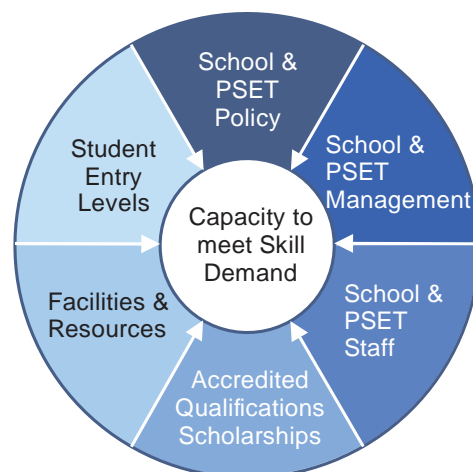 School &
PSET
Policy
School &
PSET
Management
School &
PSET
Staff
Accredited
Qualifications
Scholarships
Facilities &
Resources
Student
Entry
Levels
Capacity to
meet Skill
Demand